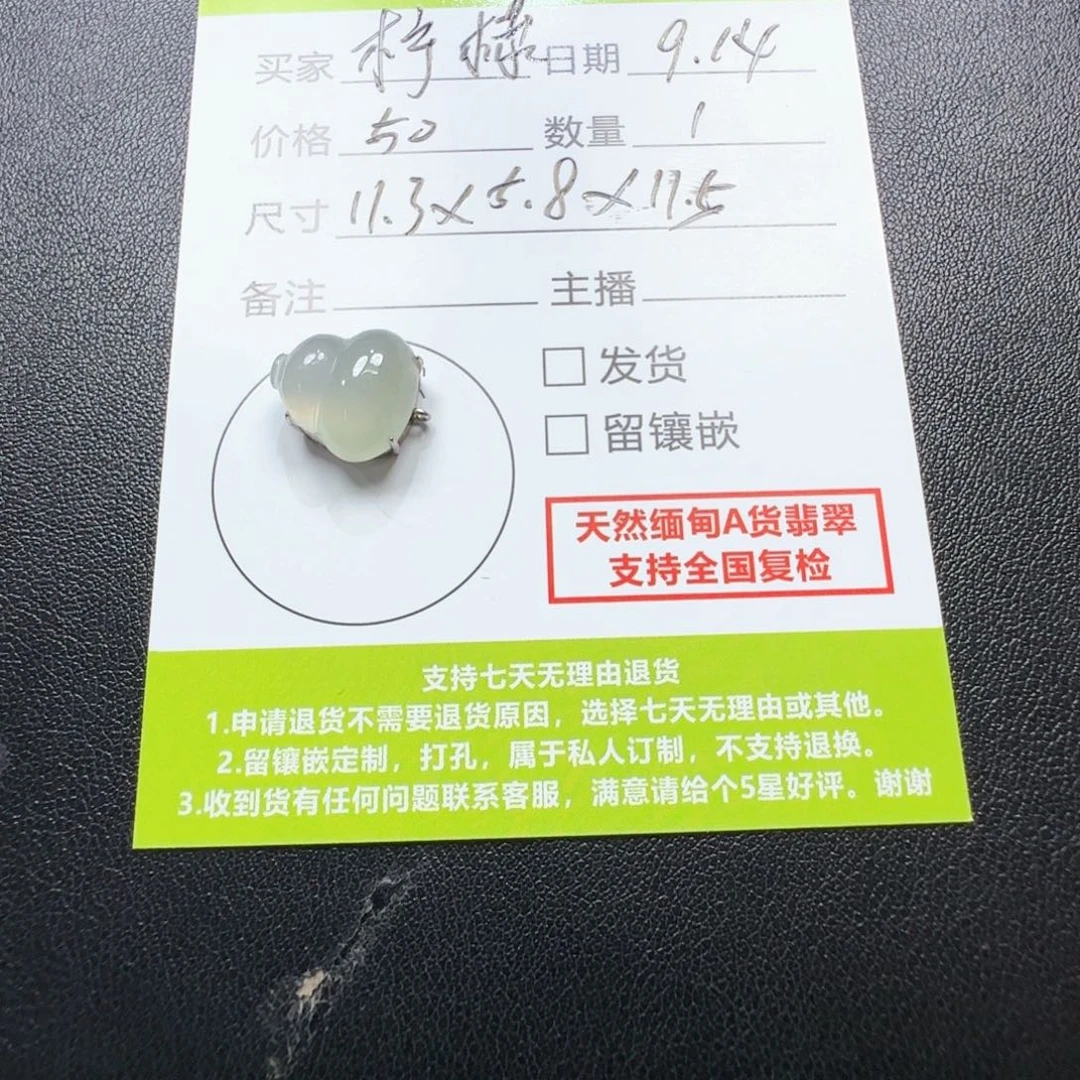 买家 柠檬 日期 9.14
价格 50 数量 1
尺寸 11.3×5.8×11.5
备注 主播
发货
留镶嵌
天然缅甸A货翡翠
支持全国复检
支持七天无理由退货
1.申请退货不需要退货原因，选择七天无理由或其他。
2.留镶嵌定制，打孔，属于私人订制，不支持退换。
3.收到货有任何问题联系客服，满意请给个5星好评。谢谢